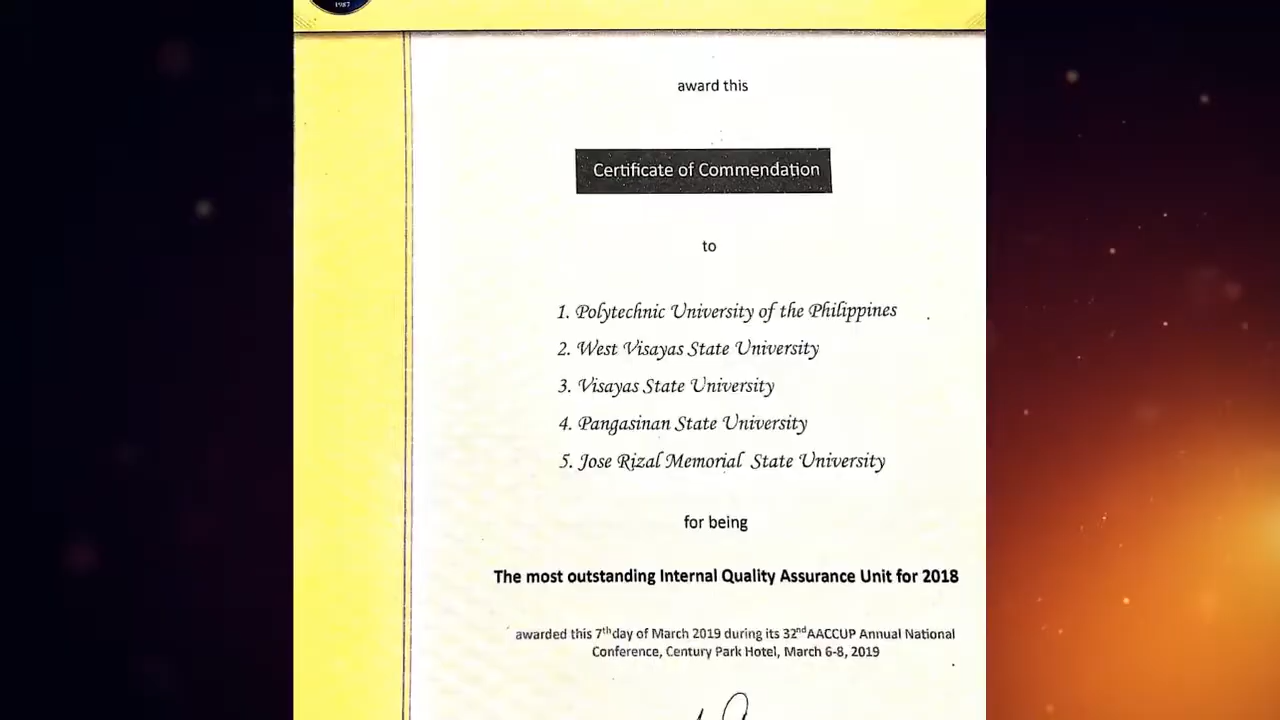 1987
award this
Certificate of Commendation
to
1. Polytechnic University of the Philippines
2. West Visayas State University
3. Visayas State University
4. Pangasinan State University
5. Jose Rizal Memorial State University
for being
The most outstanding Internal Quality Assurance Unit for 2018
awarded this 7th day of March 2019 during its 32nd AACCUP Annual National
Conference, Century Park Hotel, March 6-8, 2019